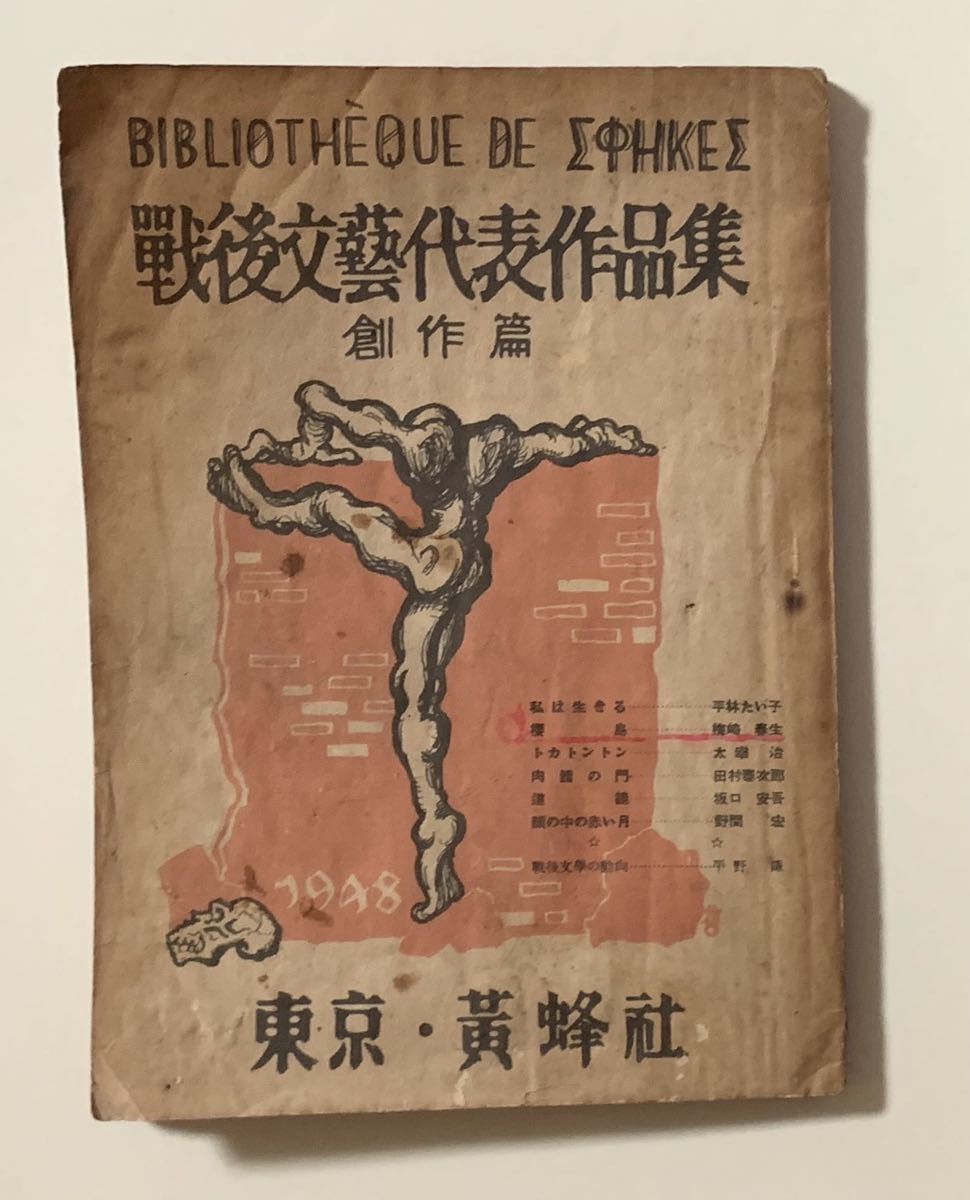 BIBLIOTHÈQUE DE ΣΦΗΚΕΣ
戰後文藝代表作品集
創作篇
私は生きる 平林たい子
櫻島 梅崎春生
トカトントン 太宰治
肉體の門 田村泰次郎
道鏡 坂口安吾
顔の中の赤い月 野間宏
☆ ☆
戰後文學の動向 平野謙
1948
東京・黄蜂社